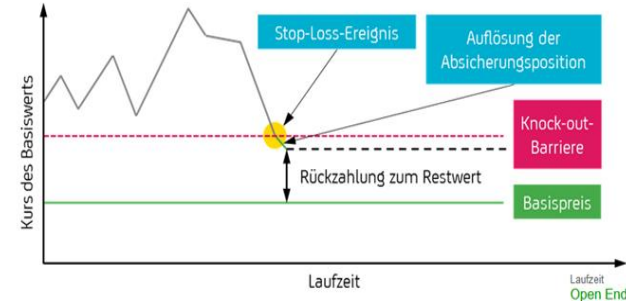 Stop-Loss-Ereignis
Auflösung der
Absicherungsposition
Knock-out-
Barriere
Rückzahlung zum Restwert
Basispreis
Kurs des Basiswerts
Laufzeit
Laufzeit
Open End